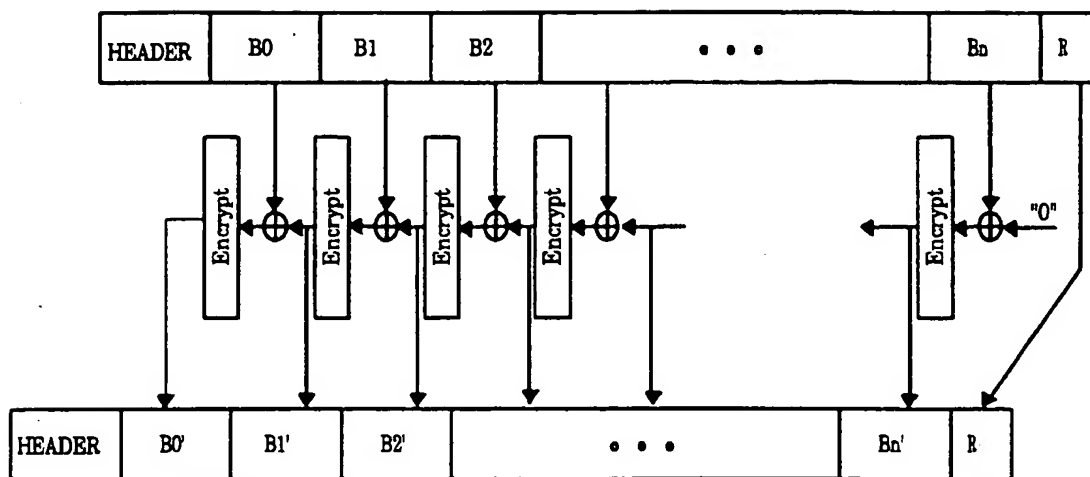 HEADER B0 B1 B2 • • • Bn R
Encrypt Encrypt Encrypt Encrypt Encrypt "0"
HEADER B0' B1' B2' • • • Bn' R